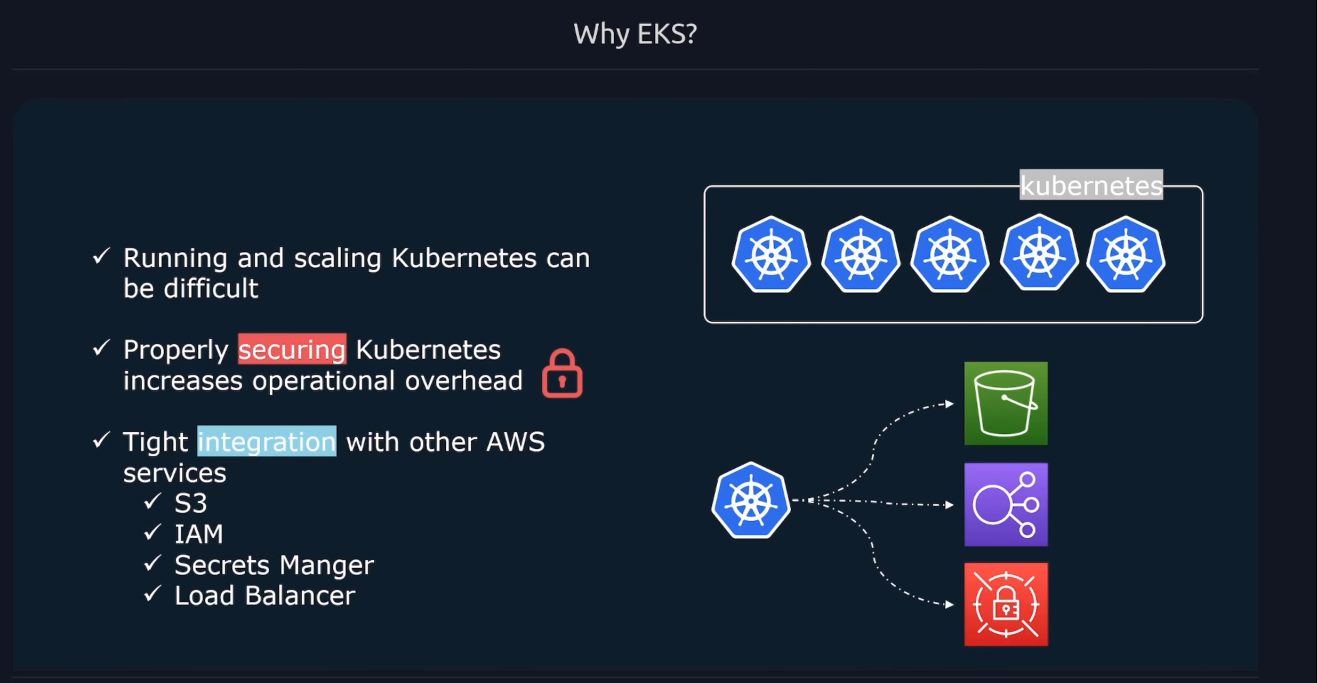 Why EKS?
kubernetes
✓ Running and scaling Kubernetes can
be difficult
✓ Properly securing Kubernetes
increases operational overhead
✓ Tight integration with other AWS
services
✓ S3
✓ IAM
✓ Secrets Manger
✓ Load Balancer